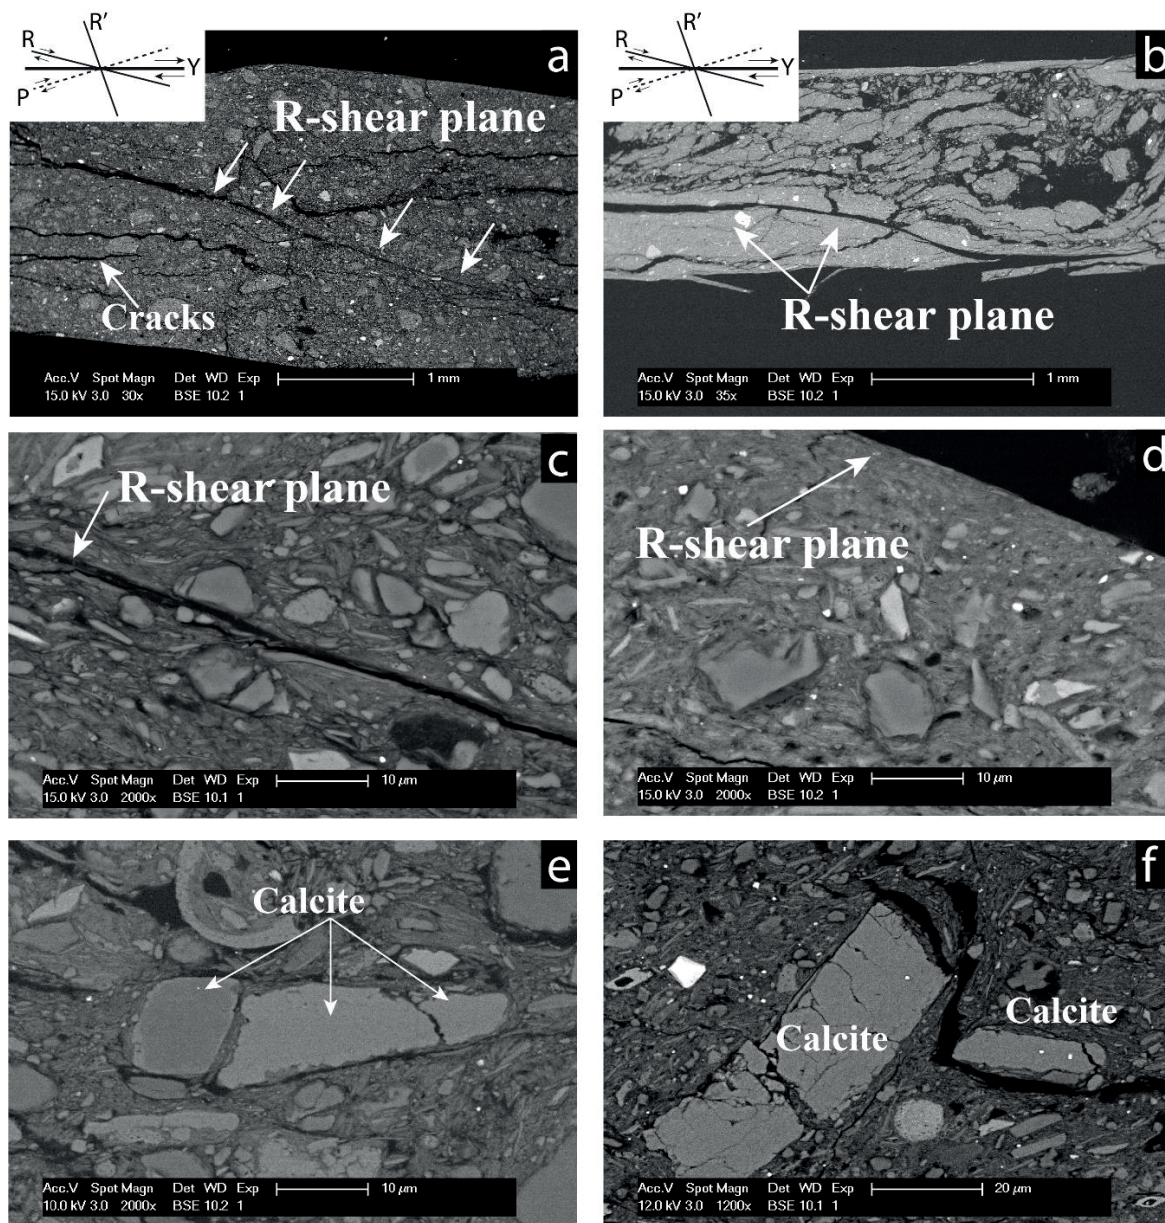 R'
R
Y
P
a
R-shear plane
Cracks
Acc.V Spot Magn Det WD Exp 1 mm
15.0 kV 3.0 30x BSE 10.2 1
R'
R
Y
P
b
R-shear plane
Acc.V Spot Magn Det WD Exp 1 mm
15.0 kV 3.0 35x BSE 10.2 1
c
R-shear plane
Acc.V Spot Magn Det WD Exp 10 μm
15.0 kV 3.0 2000x BSE 10.1 1
d
R-shear plane
Acc.V Spot Magn Det WD Exp 10 μm
15.0 kV 3.0 2000x BSE 10.2 1
e
Calcite
Acc.V Spot Magn Det WD Exp 10 μm
10.0 kV 3.0 2000x BSE 10.2 1
f
Calcite
Calcite
Acc.V Spot Magn Det WD Exp 20 μm
12.0 kV 3.0 1200x BSE 10.1 1